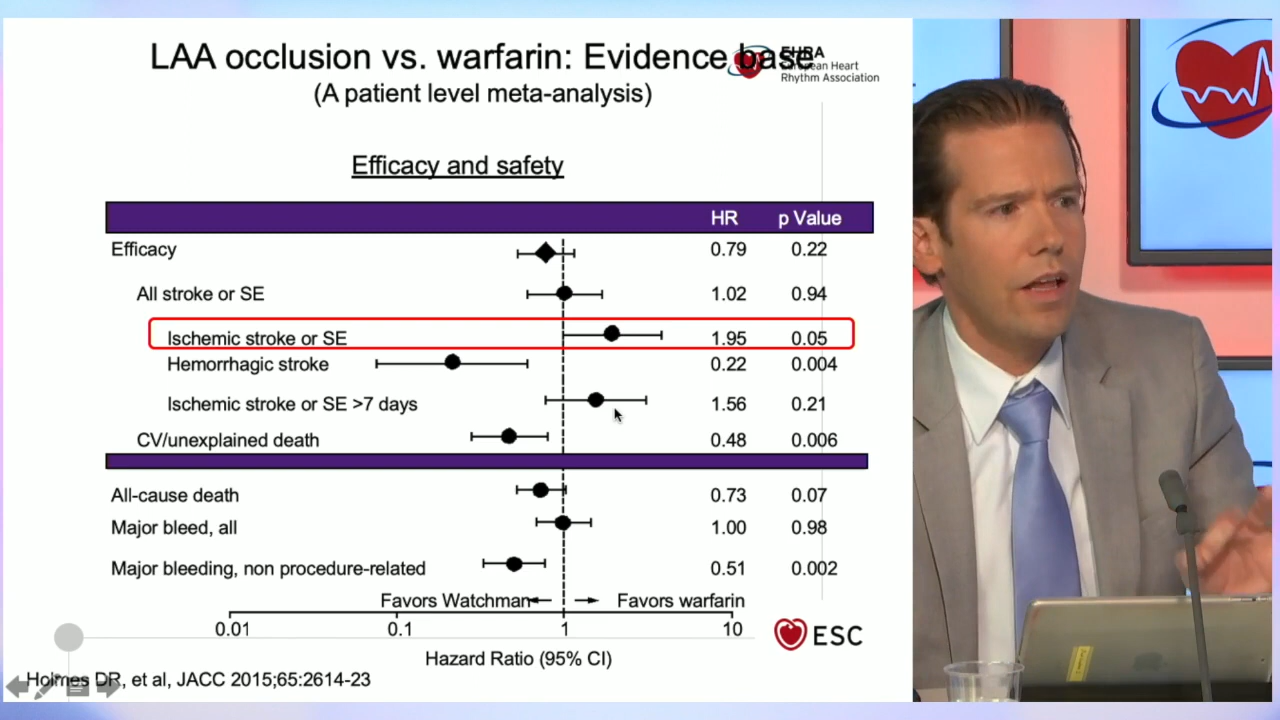 LAA occlusion vs. warfarin: Evidence base
EHRA
European Heart
Rhythm Association
(A patient level meta-analysis)
Efficacy and safety
HR p Value
Efficacy 0.79 0.22
All stroke or SE 1.02 0.94
Ischemic stroke or SE 1.95 0.05
Hemorrhagic stroke 0.22 0.004
Ischemic stroke or SE >7 days 1.56 0.21
CV/unexplained death 0.48 0.006
All-cause death 0.73 0.07
Major bleed, all 1.00 0.98
Major bleeding, non procedure-related 0.51 0.002
Favors Watchman Favors warfarin
0.01 0.1 1 10
Hazard Ratio (95% CI)
ESC
Holmes DR, et al, JACC 2015;65:2614-23